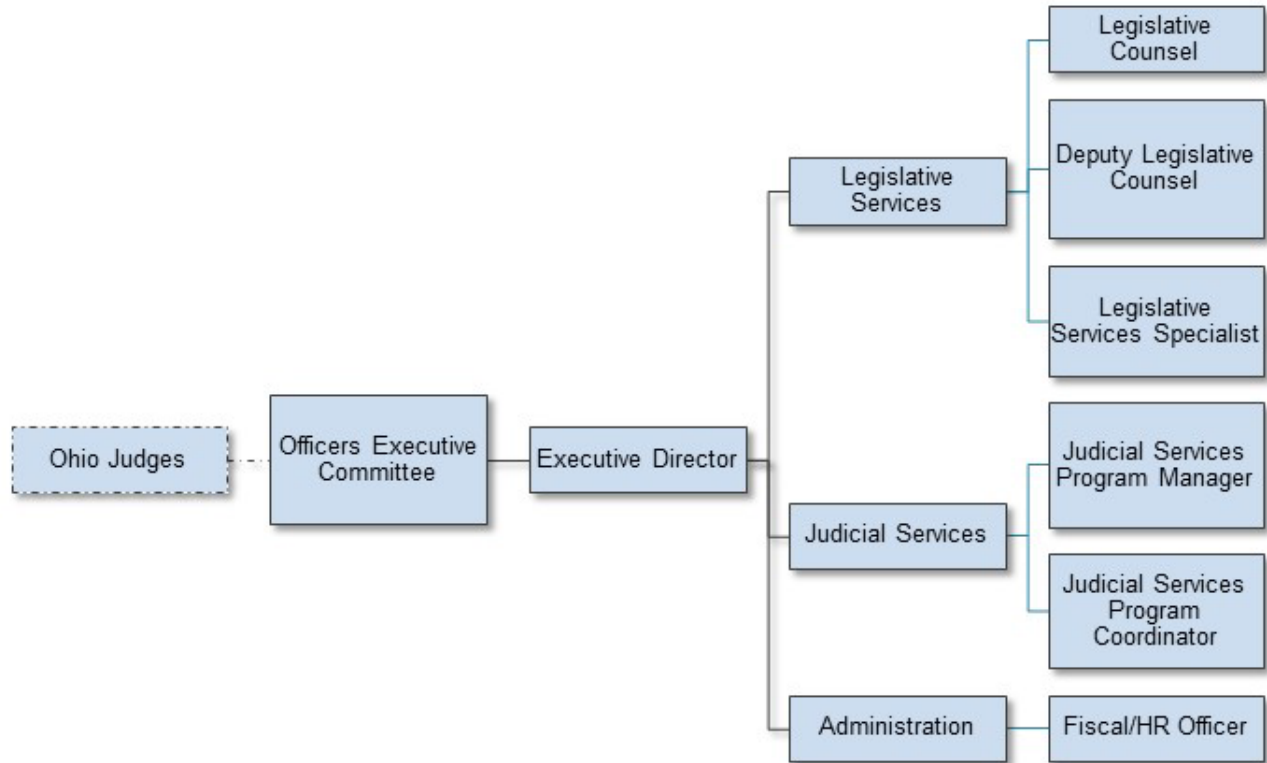 Legislative
Counsel
Deputy Legislative
Counsel
Legislative
Services
Legislative
Services Specialist
Ohio Judges
Officers Executive
Committee
Executive Director
Judicial Services
Program Manager
Judicial Services
Judicial Services
Program
Coordinator
Administration
Fiscal/HR Officer